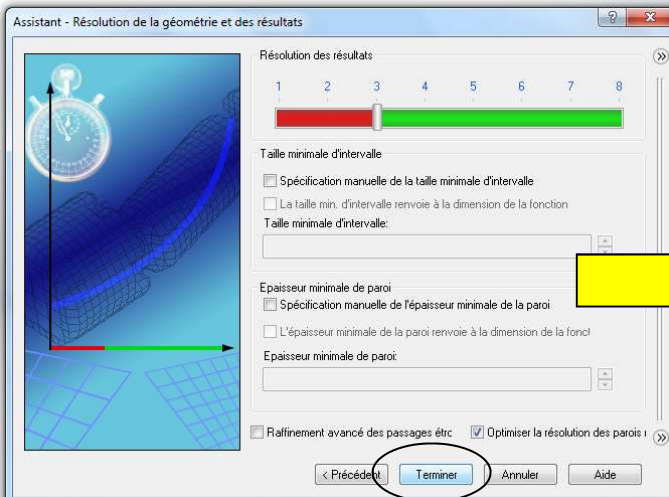 Assistant - Résolution de la géométrie et des résultats
Résolution des résultats
1 2 3 4 5 6 7 8
Taille minimale d'intervalle
Spécification manuelle de la taille minimale d'intervalle
La taille min. d'intervalle renvoie à la dimension de la fonction
Taille minimale d'intervalle:
Epaisseur minimale de paroi
Spécification manuelle de l'épaisseur minimale de la paroi
L'épaisseur minimale de la paroi renvoie à la dimension de la fonct
Epaisseur minimale de paroi:
Raffinement avancé des passages étrc Optimiser la résolution des parois
< Précédent Terminer Annuler Aide